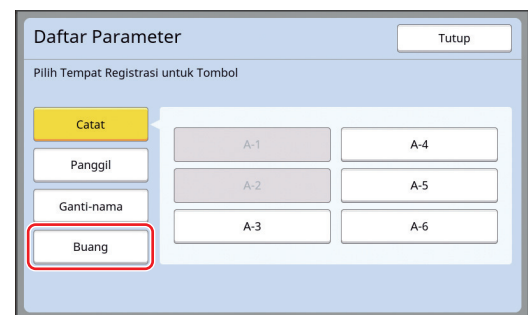 Daftar Parameter
Tutup
Pilih Tempat Registrasi untuk Tombol
Catat
Panggil
Ganti-nama
Buang
A-1
A-4
A-2
A-5
A-3
A-6